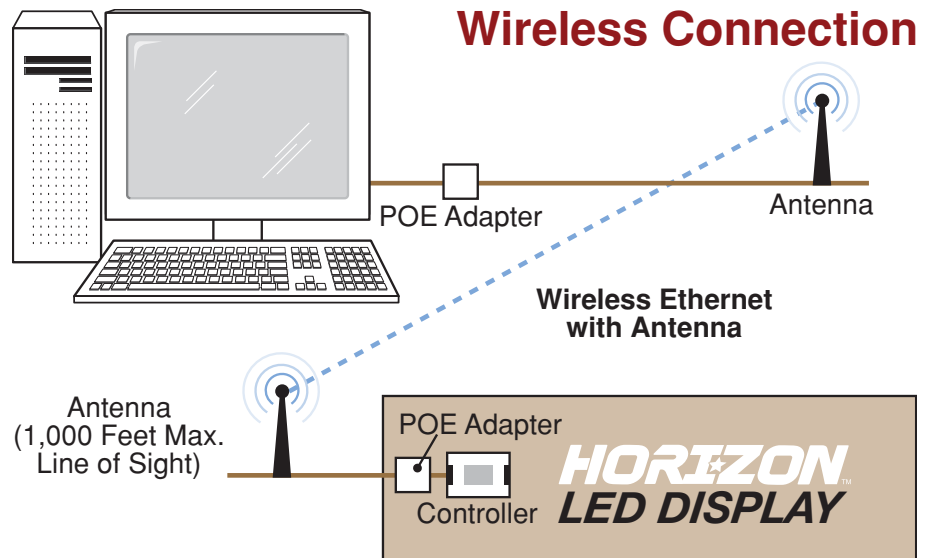 Wireless Connection
POE Adapter
Antenna
Wireless Ethernet
with Antenna
Antenna
(1,000 Feet Max.
Line of Sight)
POE Adapter
Controller
HORIZON™
LED DISPLAY